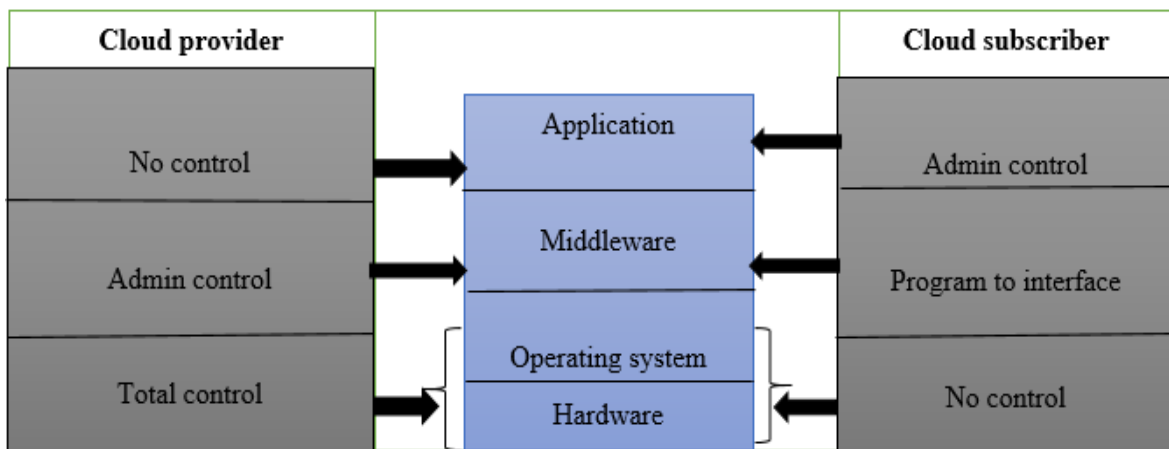 Cloud provider
Cloud subscriber
No control
Admin control
Total control
Application
Middleware
Operating system
Hardware
Admin control
Program to interface
No control